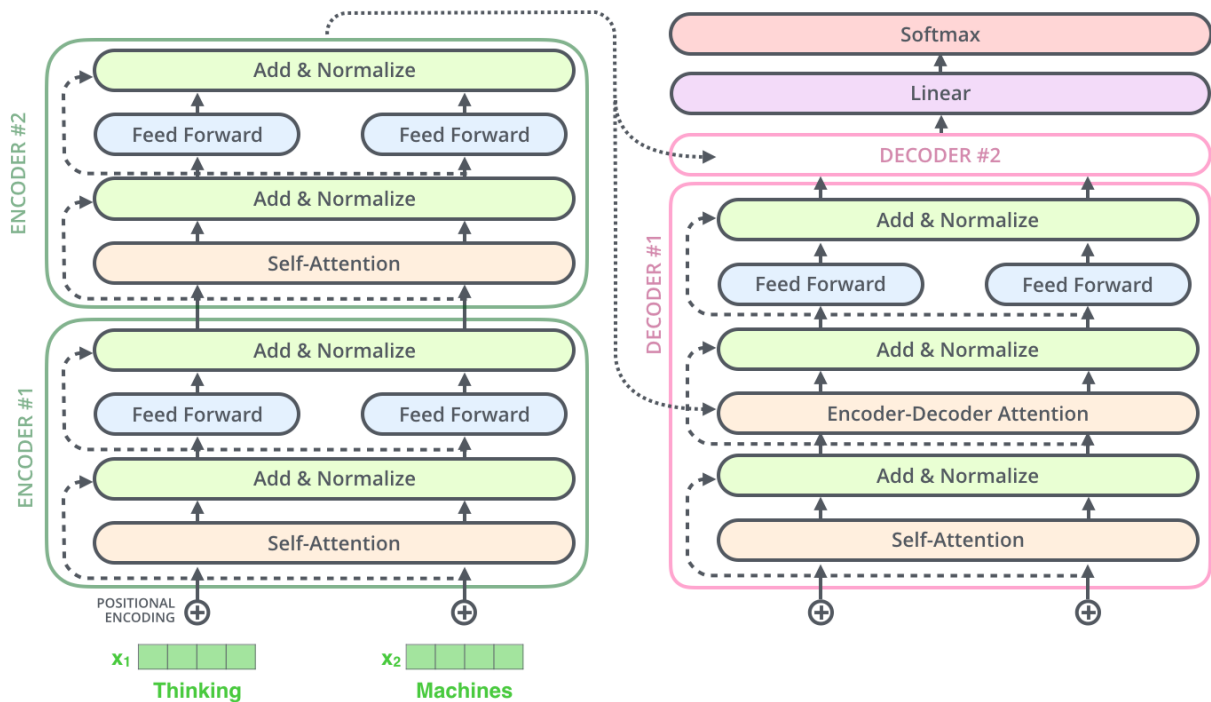 ENCODER #2
Add & Normalize
Feed Forward
Feed Forward
Add & Normalize
Self-Attention
ENCODER #1
Add & Normalize
Feed Forward
Feed Forward
Add & Normalize
Self-Attention
POSITIONAL
ENCODING
x1
x2
Thinking
Machines
Softmax
Linear
DECODER #2
DECODER #1
Add & Normalize
Feed Forward
Feed Forward
Add & Normalize
Encoder-Decoder Attention
Add & Normalize
Self-Attention